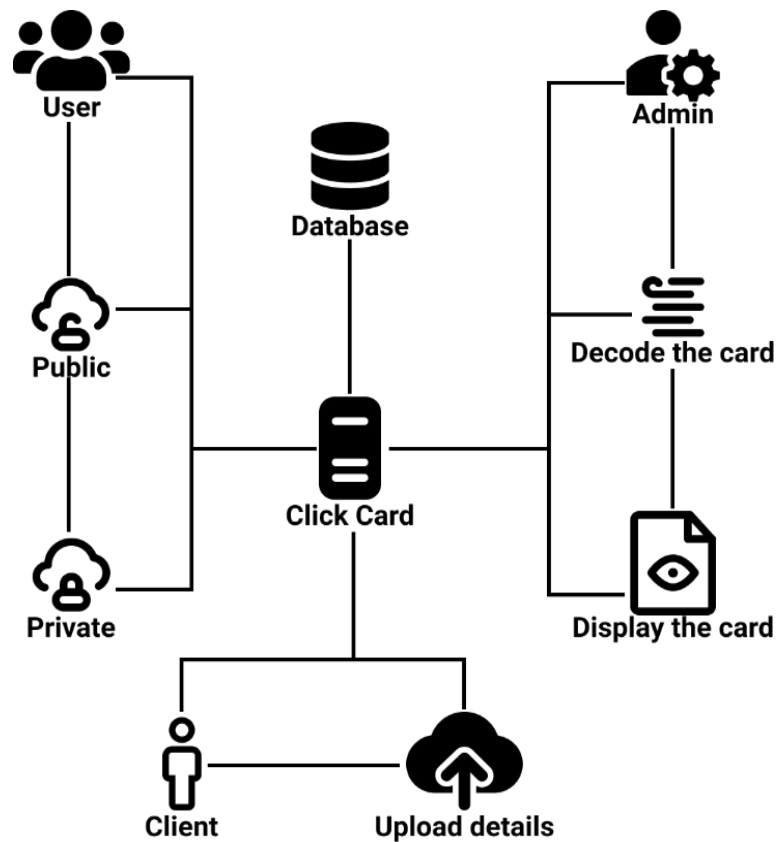 User
Admin
Database
Public
Decode the card
Click Card
Private
Display the card
Client
Upload details